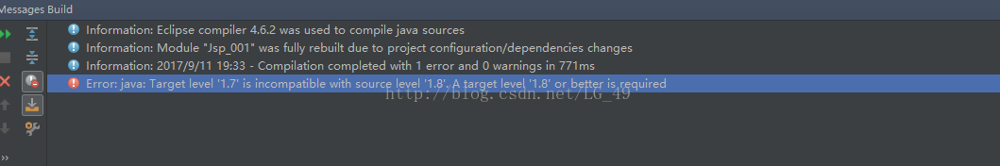 Messages Build
Information: Eclipse compiler 4.6.2 was used to compile java sources
Information: Module "Jsp_001" was fully rebuilt due to project configuration/dependencies changes
Information: 2017/9/11 19:33 - Compilation completed with 1 error and 0 warnings in 771ms
Error: java: Target level '1.7' is incompatible with source level '1.8'. A target level '1.8' or better is required
http://blog.csdn.net/LG_49